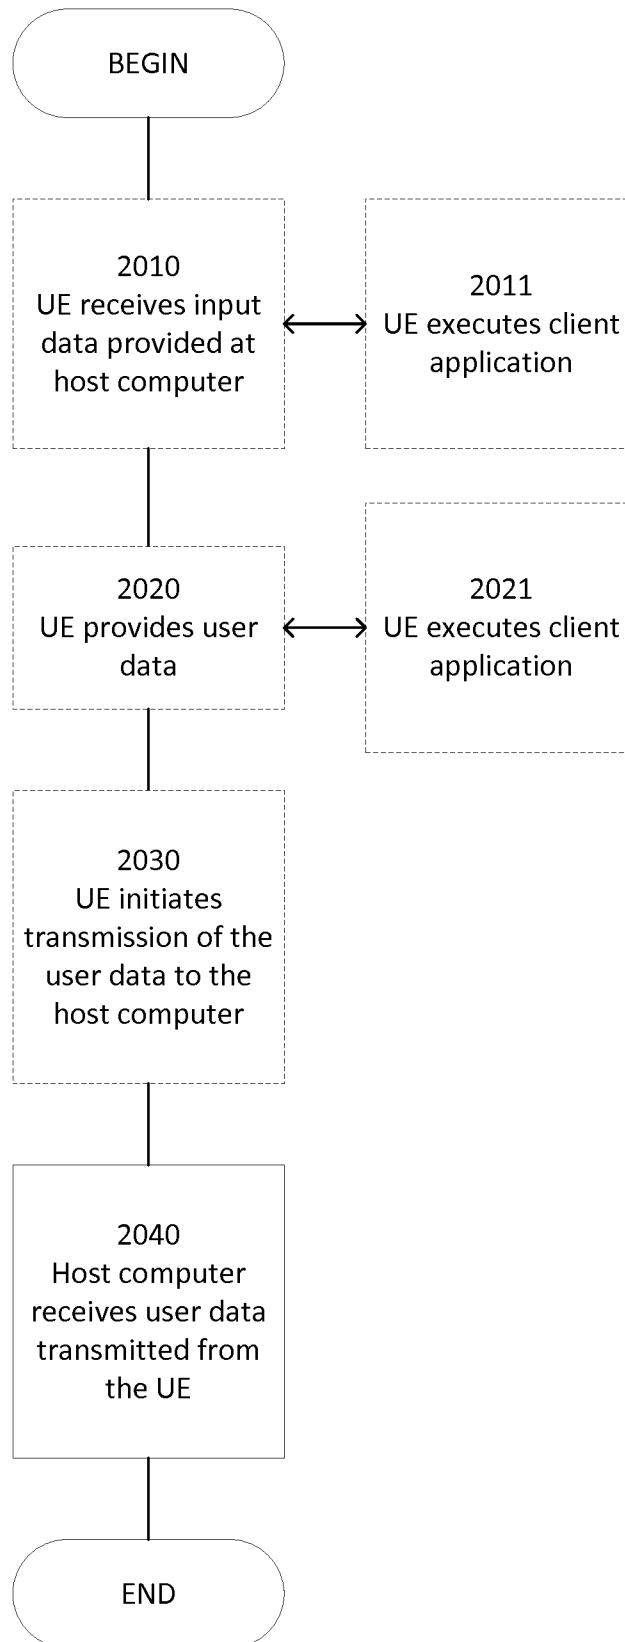 BEGIN
2010
UE receives input
data provided at
host computer
2011
UE executes client
application
2020
UE provides user
data
2021
UE executes client
application
2030
UE initiates
transmission of the
user data to the
host computer
2040
Host computer
receives user data
transmitted from
the UE
END